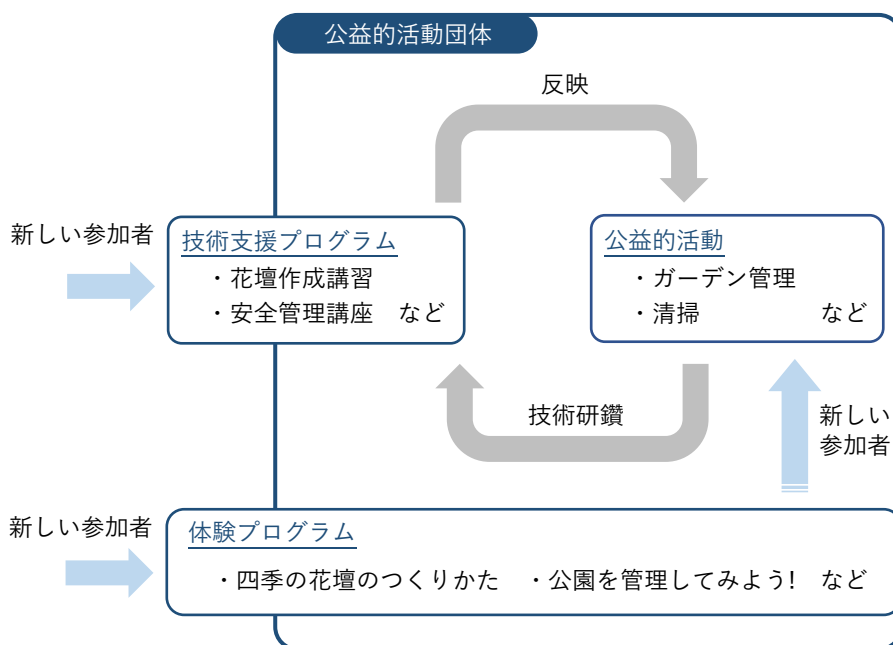 公益的活動団体
反映
新しい参加者
技術支援プログラム
・花壇作成講習
・安全管理講座　など
公益的活動
・ガーデン管理
・清掃　　　　　など
技術研鑽
新しい
参加者
新しい参加者
体験プログラム
・四季の花壇のつくりかた　・公園を管理してみよう!　など